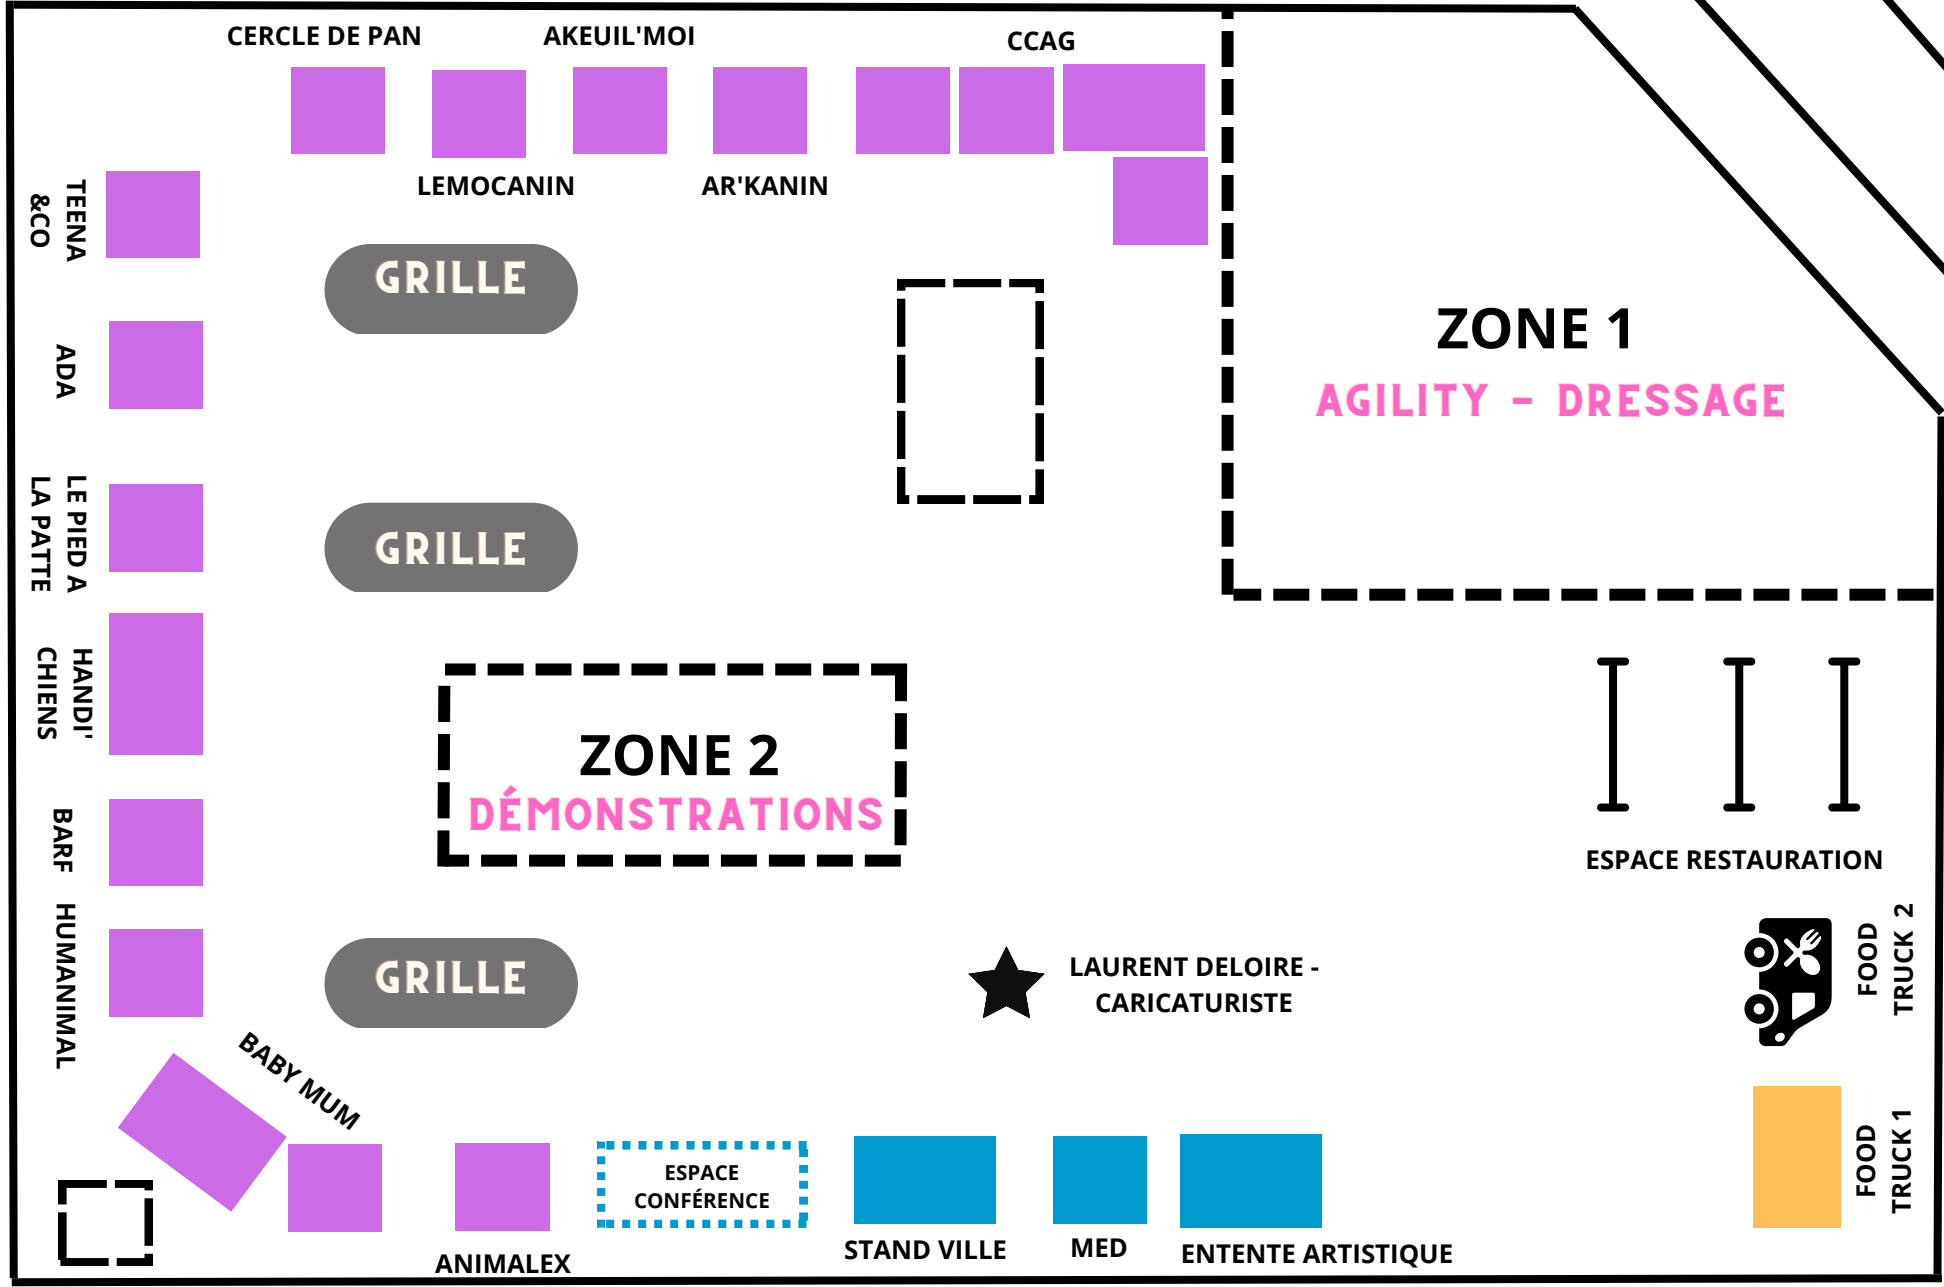 CERCLE DE PAN
AKEUIL'MOI
CCAG
LEMOCANIN
AR'KANIN
TEENA
&CO
GRILLE
ZONE 1
AGILITY - DRESSAGE
ADA
LE PIED A
LA PATTE
GRILLE
HANDI'
CHIENS
ZONE 2
DÉMONSTRATIONS
BARF
ESPACE RESTAURATION
HUMANIMAL
GRILLE
LAURENT DELOIRE -
CARICATURISTE
FOOD
TRUCK 2
BABY MUM
ESPACE
CONFÉRENCE
FOOD
TRUCK 1
ANIMALEX
STAND VILLE
MED
ENTENTE ARTISTIQUE